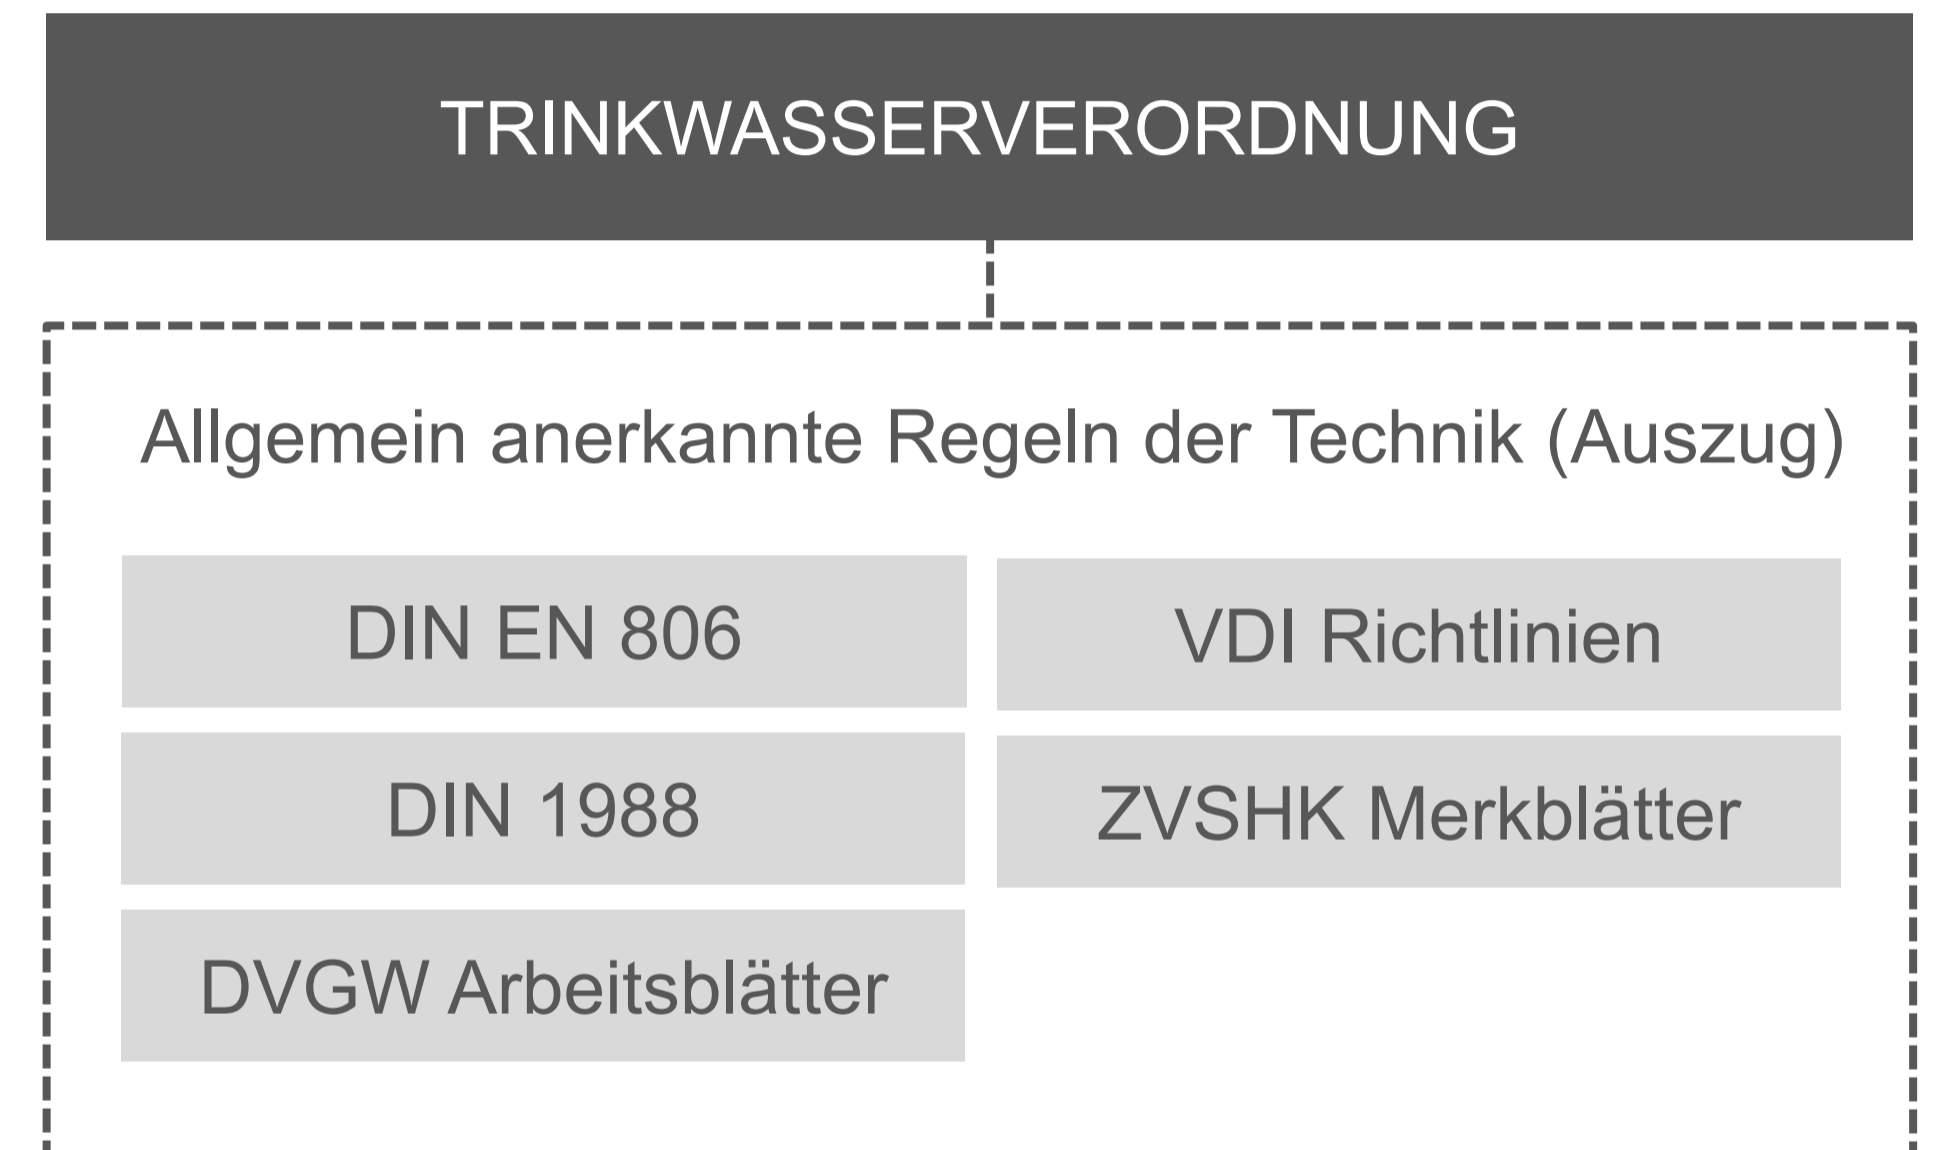 TRINKWASSERVERORDNUNG
Allgemein anerkannte Regeln der Technik (Auszug)
DIN EN 806
VDI Richtlinien
DIN 1988
ZVSHK Merkblätter
DVGW Arbeitsblätter